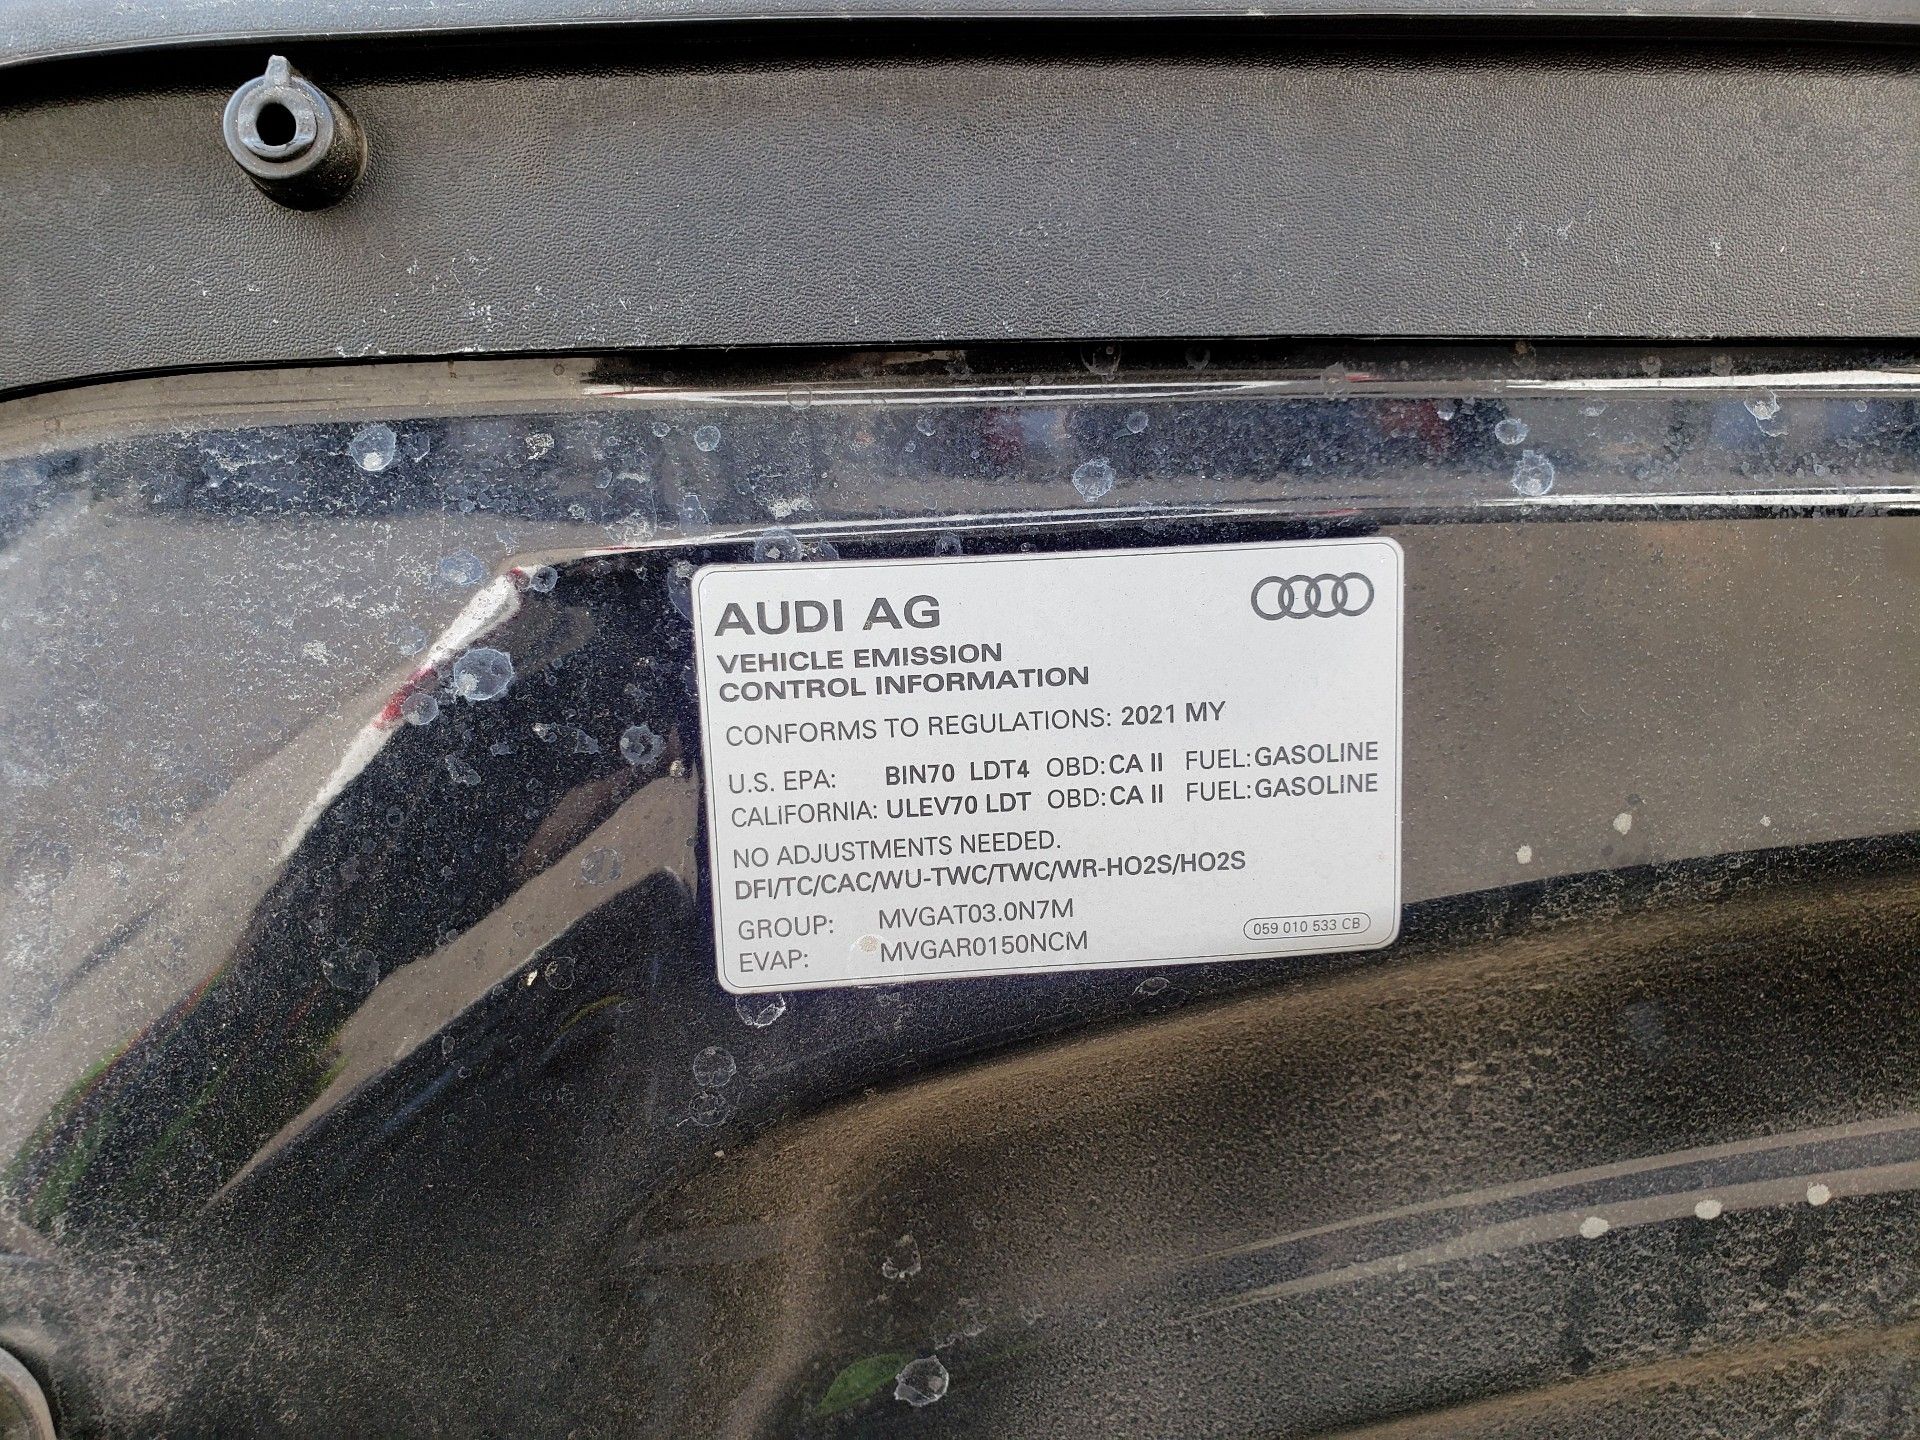 AUDI AG
VEHICLE EMISSION
CONTROL INFORMATION
CONFORMS TO REGULATIONS: 2021 MY
U.S. EPA: BIN70 LDT4 OBD: CA II FUEL: GASOLINE
CALIFORNIA: ULEV70 LDT OBD: CA II FUEL: GASOLINE
NO ADJUSTMENTS NEEDED.
DFI/TC/CAC/WU-TWC/TWC/WR-HO2S/HO2S
GROUP: MVGAT03.0N7M
EVAP: MVGAR0150NCM
059 010 533 CB